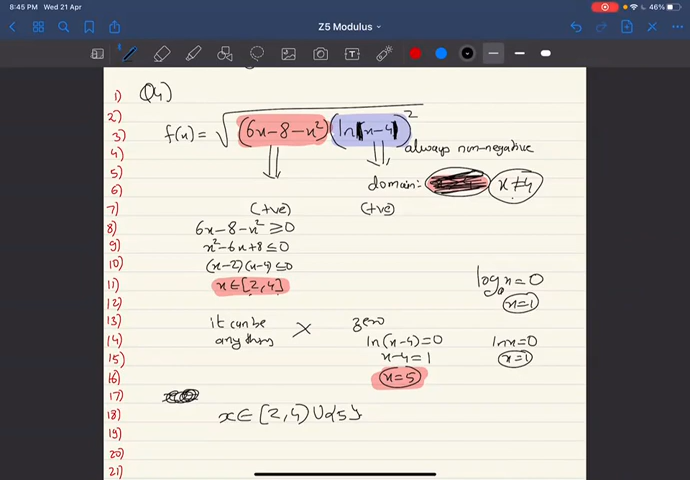 8:45 PM Wed 21 Apr
46%
Z5 Modulus
1) Q4)
2)
3) f(x) = √(6x-8-x²)(ln|x-4|)²
4) always non-negative
5)
6) domain: x≠4
7) (+ve) (+ve)
8) 6x-8-x² ≥0
9) x²-6x+8 ≤0
10) (x-2)(x-4) ≤0
11) x∈[2,4] logₑx=0
12) x=1
13) it can be × zero
14) anything ln(x-4)=0 lnx=0
15) x-4=1 x=1
16) x=5
17)
18) x∈[2,4)∪{5}
19)
20)
21)